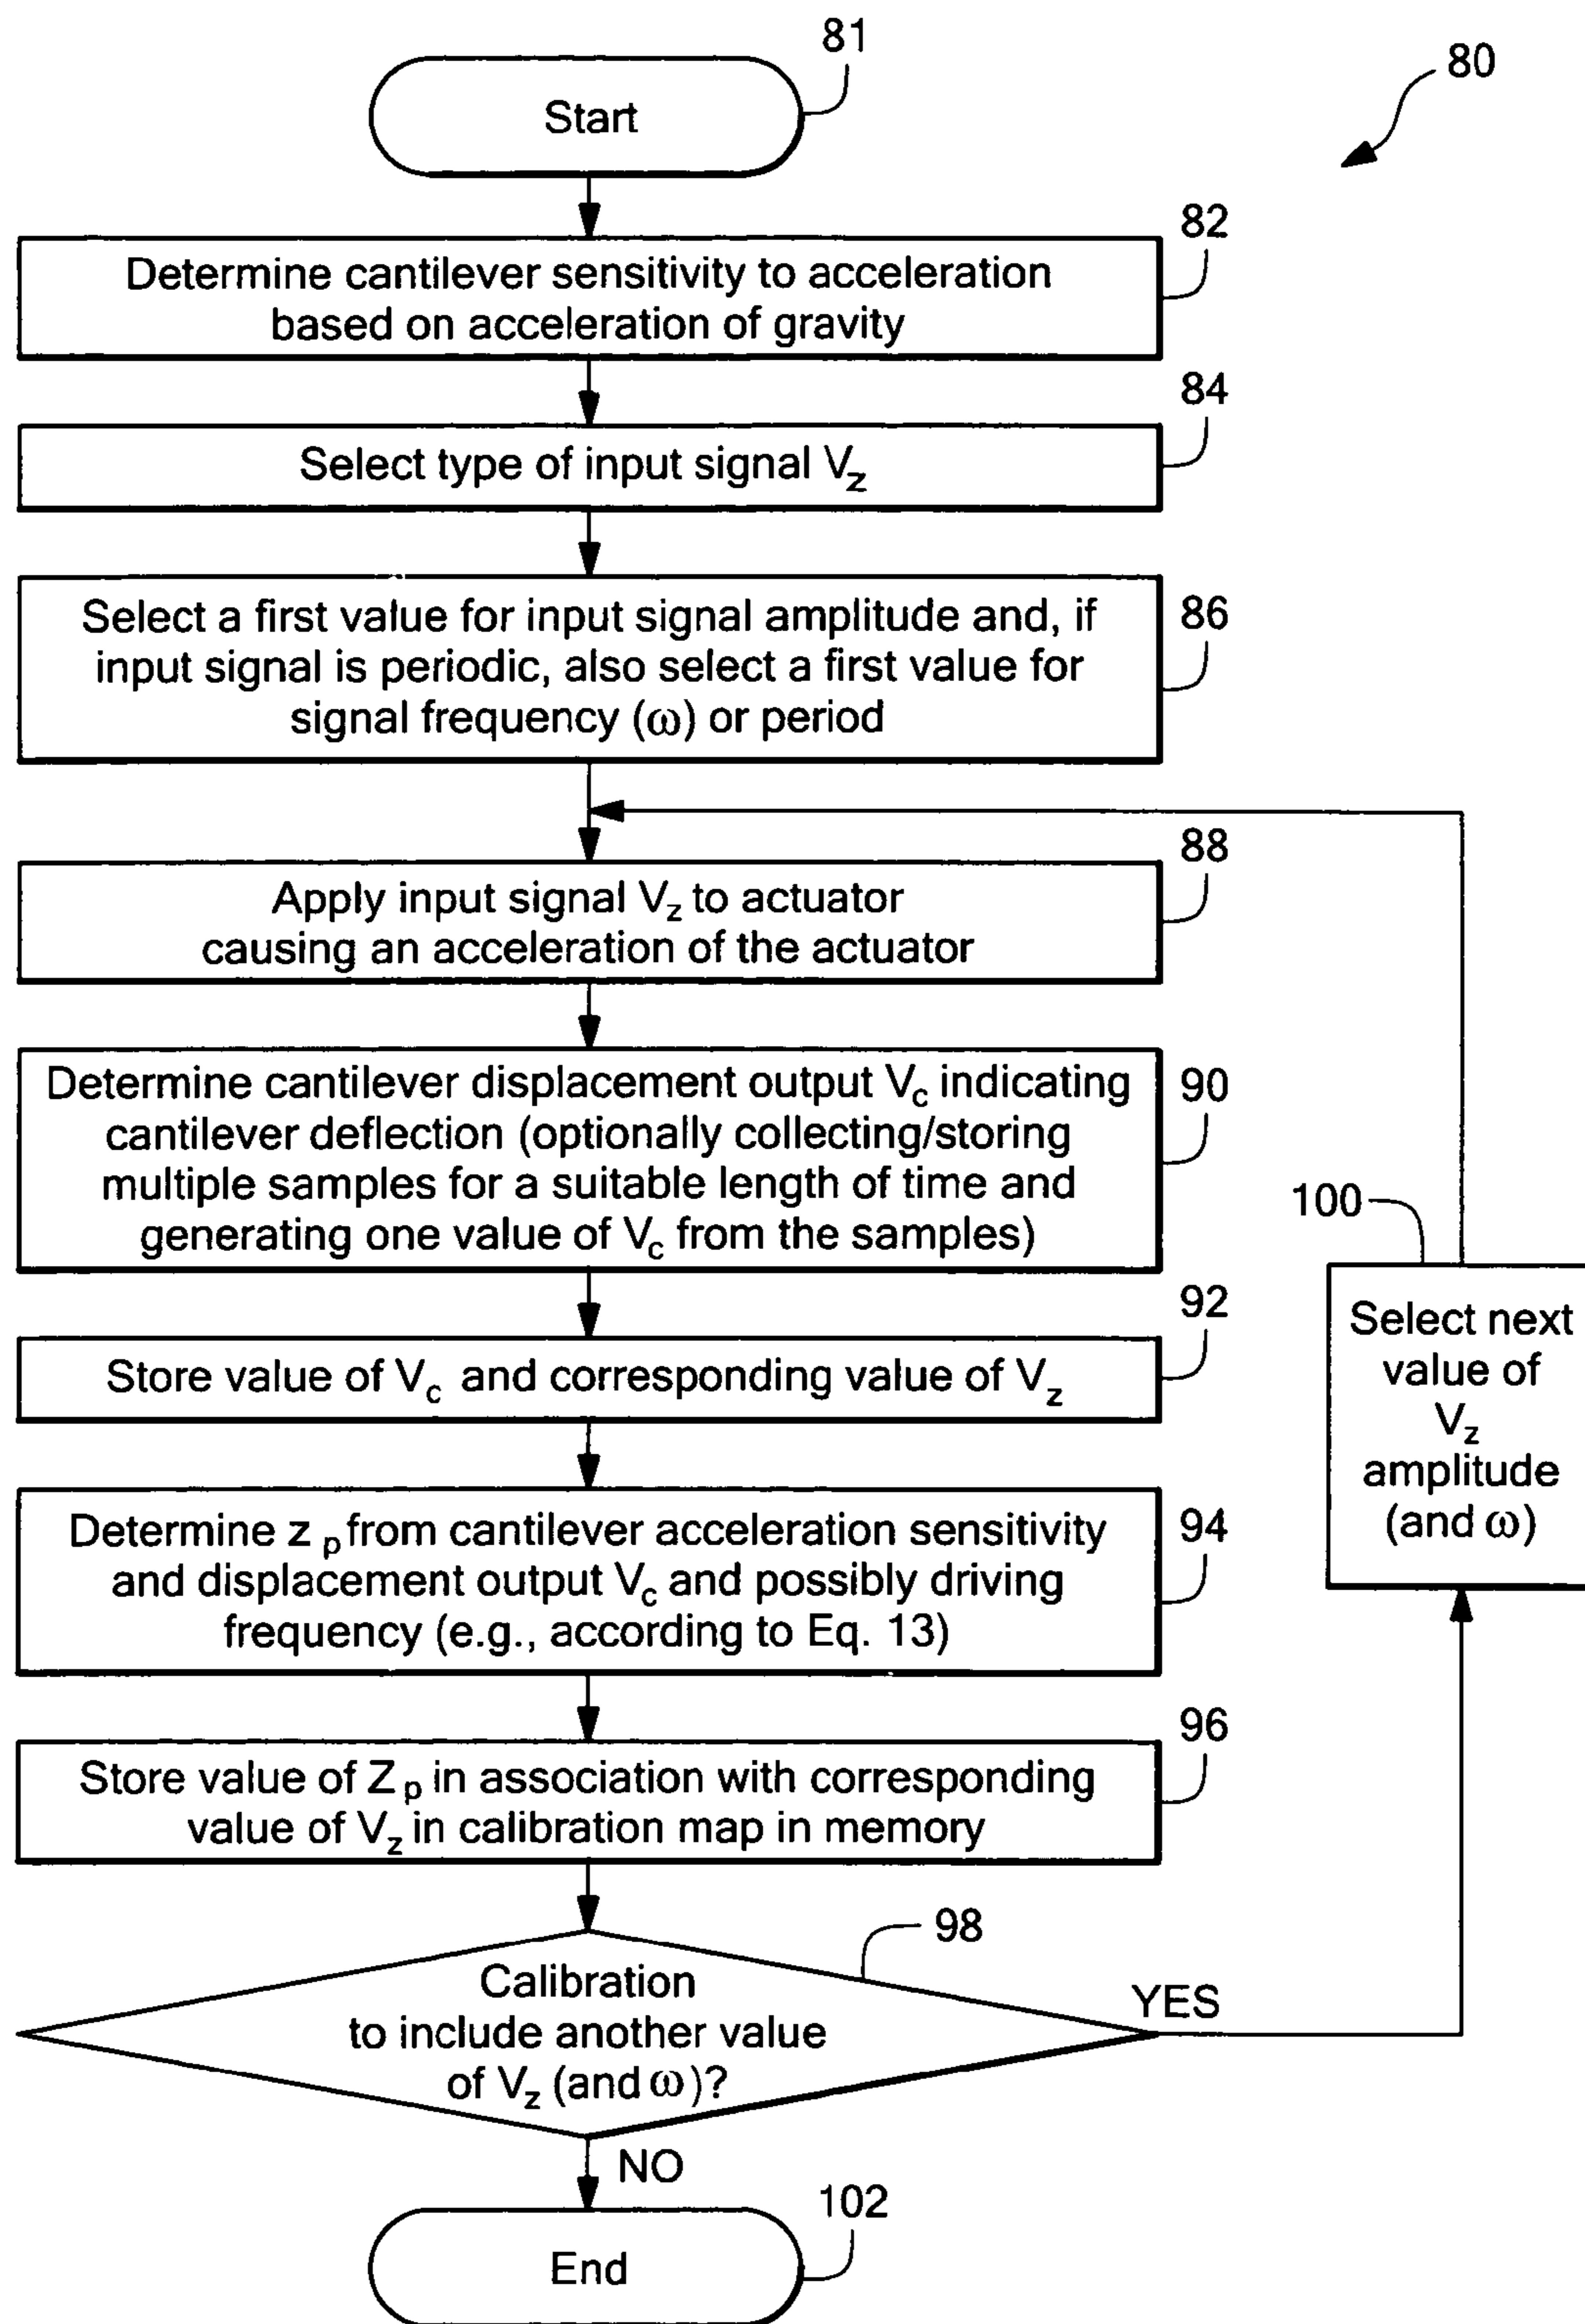 81
80
Start
82
Determine cantilever sensitivity to acceleration
based on acceleration of gravity
84
Select type of input signal Vz
86
Select a first value for input signal amplitude and, if
input signal is periodic, also select a first value for
signal frequency (ω) or period
88
Apply input signal Vz to actuator
causing an acceleration of the actuator
90
Determine cantilever displacement output Vc indicating
cantilever deflection (optionally collecting/storing
multiple samples for a suitable length of time and
generating one value of Vc from the samples)
92
Store value of Vc and corresponding value of Vz
94
Determine zp from cantilever acceleration sensitivity
and displacement output Vc and possibly driving
frequency (e.g., according to Eq. 13)
96
Store value of Zp in association with corresponding
value of Vz in calibration map in memory
98
Calibration
to include another value
of Vz (and ω)?
YES
100
Select next
value of
Vz
amplitude
(and ω)
NO
102
End